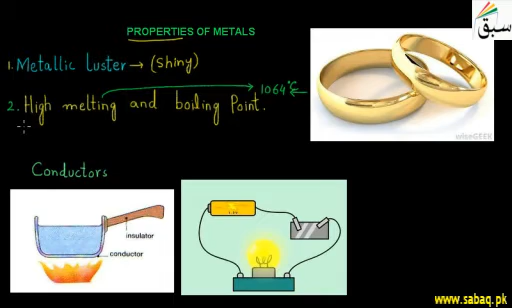 PROPERTIES OF METALS
سبق
1. Metallic Luster → (Shiny)
2. High melting and boiling Point. 1064°C
wiseGEEK
Conductors
insulator
conductor
www.sabaq.pk